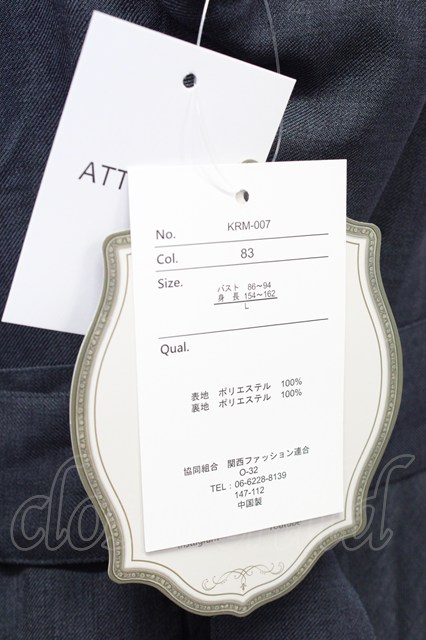 ATT
No. KRM-007
Col. 83
Size.
バスト 86〜94
身 長 154〜162
L
Qual.
表地 ポリエステル 100%
裏地 ポリエステル 100%
協同組合 関西ファッション連合
O-32
TEL：06-6228-8139
147-112
中国製